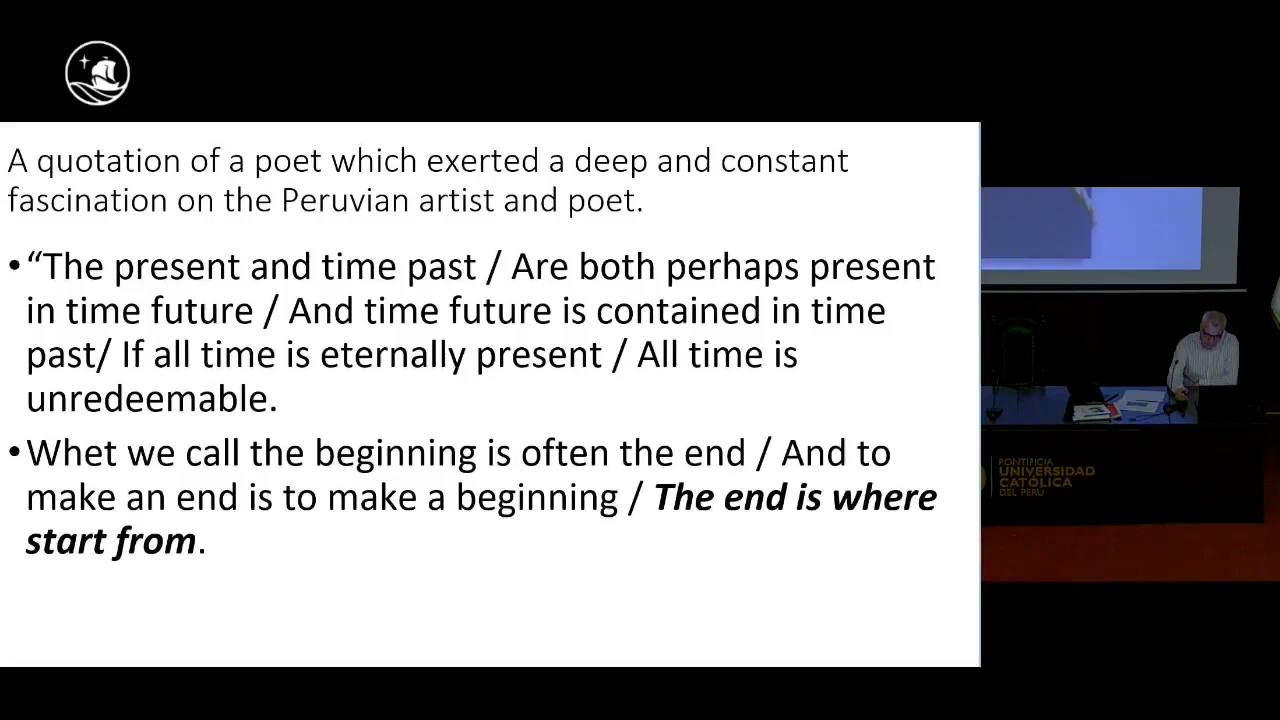 A quotation of a poet which exerted a deep and constant
fascination on the Peruvian artist and poet.
•“The present and time past / Are both perhaps present
in time future / And time future is contained in time
past/ If all time is eternally present / All time is
unredeemable.
•Whet we call the beginning is often the end / And to
make an end is to make a beginning / The end is where
start from.
PONTIFICIA
UNIVERSIDAD
CATÓLICA
DEL PERÚ